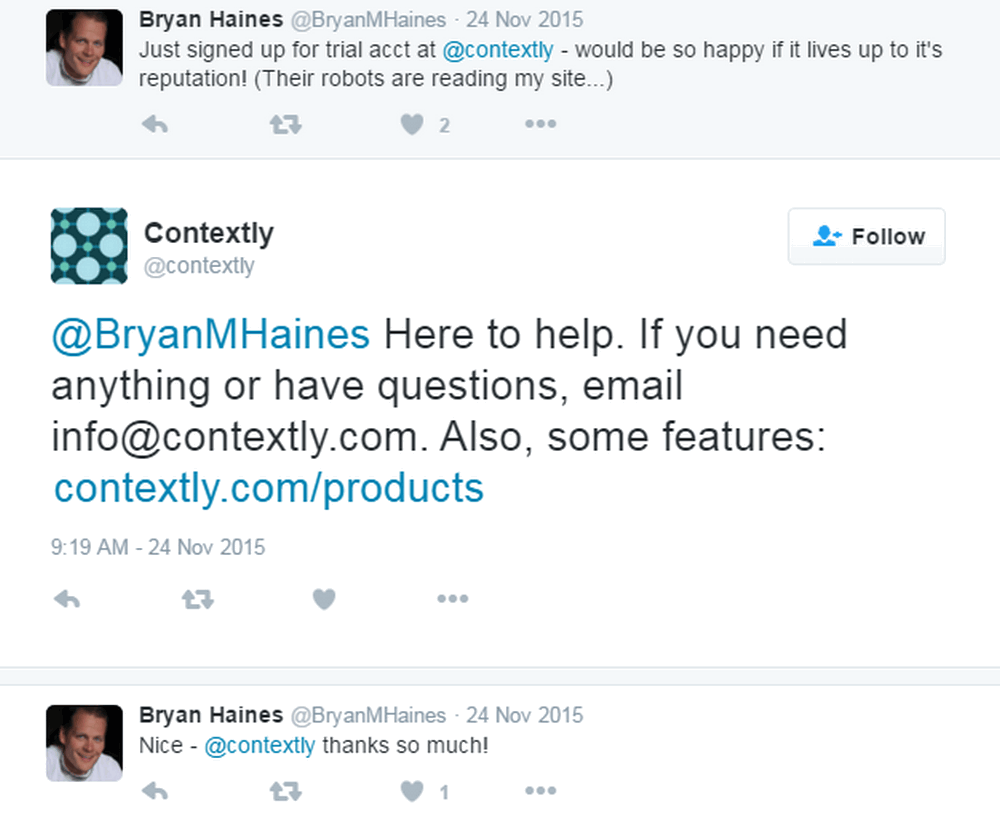 Bryan Haines @BryanMHaines · 24 Nov 2015
Just signed up for trial acct at @contextly - would be so happy if it lives up to it's
reputation! (Their robots are reading my site...)
2
Contextly
@contextly
Follow
@BryanMHaines Here to help. If you need
anything or have questions, email
info@contextly.com. Also, some features:
contextly.com/products
9:19 AM - 24 Nov 2015
Bryan Haines @BryanMHaines · 24 Nov 2015
Nice - @contextly thanks so much!
1